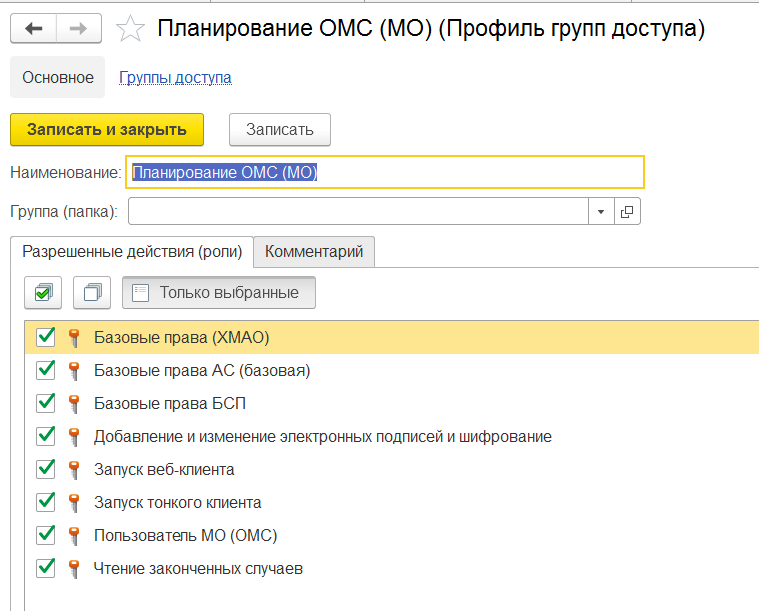 Планирование ОМС (МО) (Профиль групп доступа)
Основное Группы доступа
Записать и закрыть Записать
Наименование: Планирование ОМС (МО)
Группа (папка):
Разрешенные действия (роли) Комментарий
Только выбранные
Базовые права (ХМАО)
Базовые права АС (базовая)
Базовые права БСП
Добавление и изменение электронных подписей и шифрование
Запуск веб-клиента
Запуск тонкого клиента
Пользователь МО (ОМС)
Чтение законченных случаев